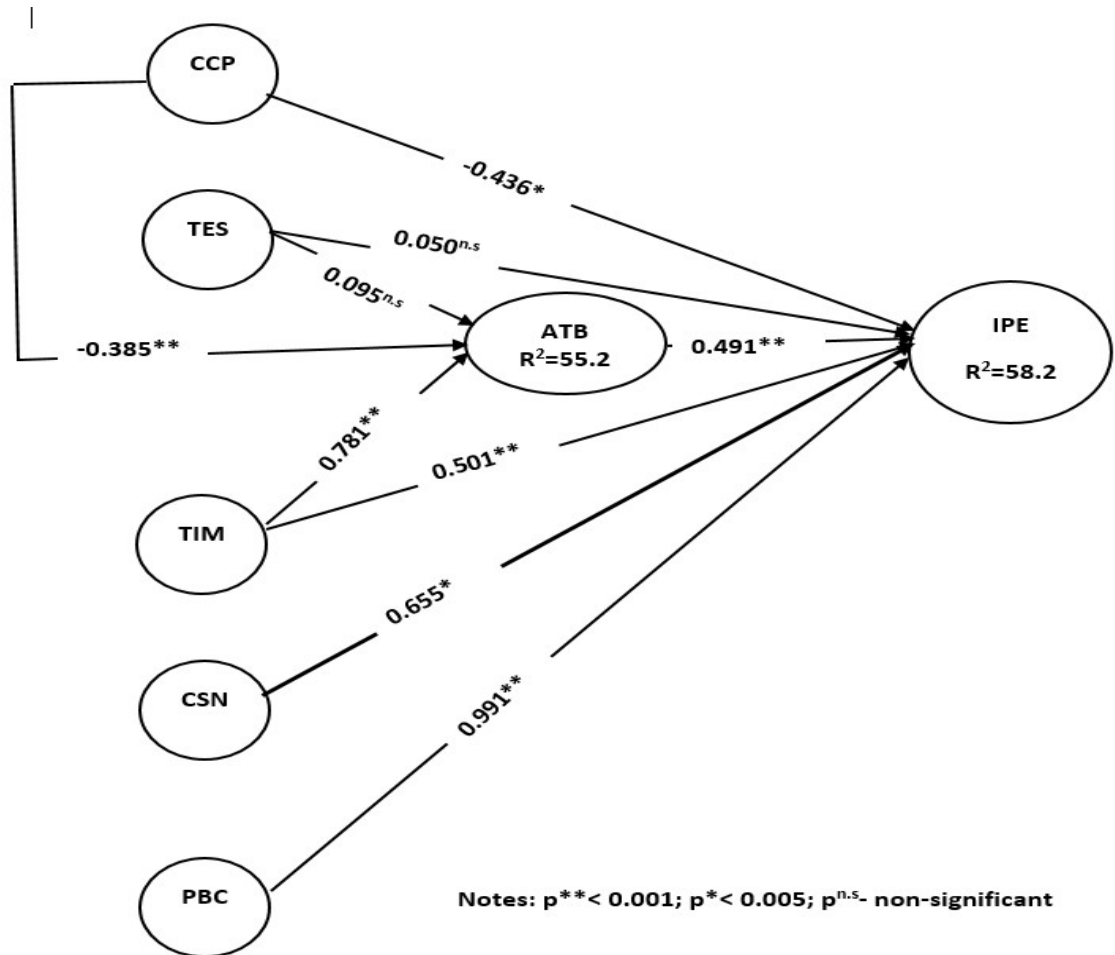 CCP
-0.436*
TES
0.050ⁿ·ˢ
0.095ⁿ·ˢ
ATB
R²=55.2
IPE
R²=58.2
-0.385**
0.491**
0.781**
0.501**
TIM
0.655*
CSN
0.991**
PBC
Notes: p**< 0.001; p*< 0.005; pⁿ·ˢ- non-significant